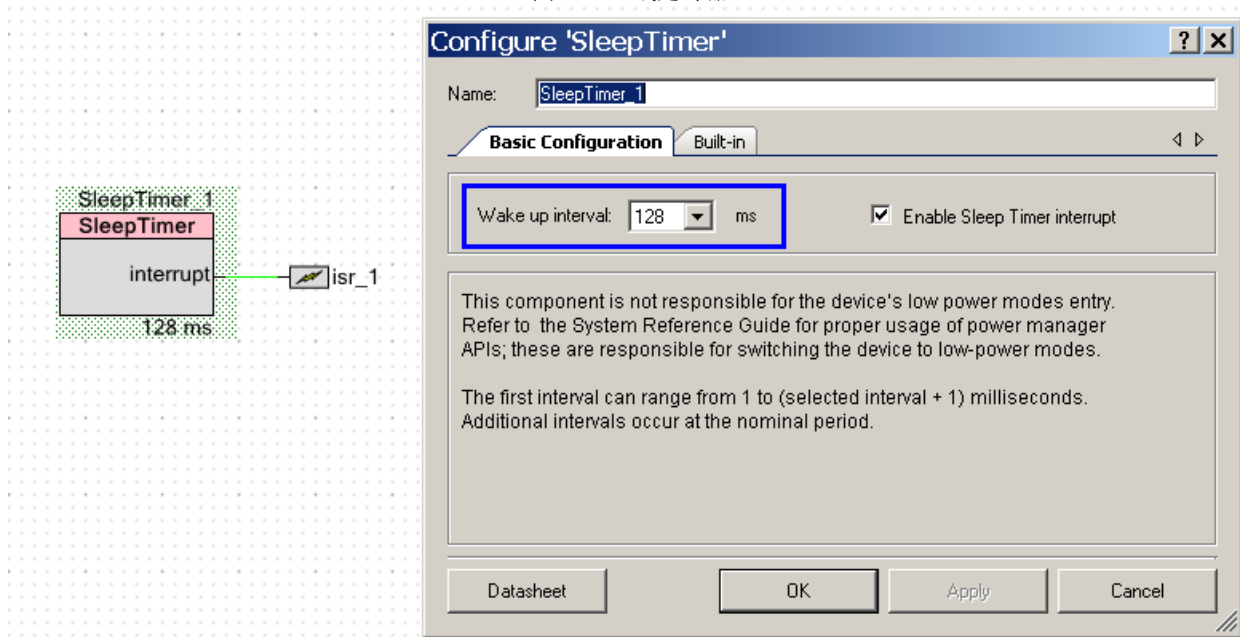 Configure 'SleepTimer'
Name: SleepTimer_1
Basic Configuration Built-in
SleepTimer_1
SleepTimer
interrupt
isr_1
128 ms
Wake up interval: 128 ms
Enable Sleep Timer interrupt
This component is not responsible for the device's low power modes entry.
Refer to the System Reference Guide for proper usage of power manager
APIs; these are responsible for switching the device to low-power modes.
The first interval can range from 1 to (selected interval + 1) milliseconds.
Additional intervals occur at the nominal period.
Datasheet OK Apply Cancel